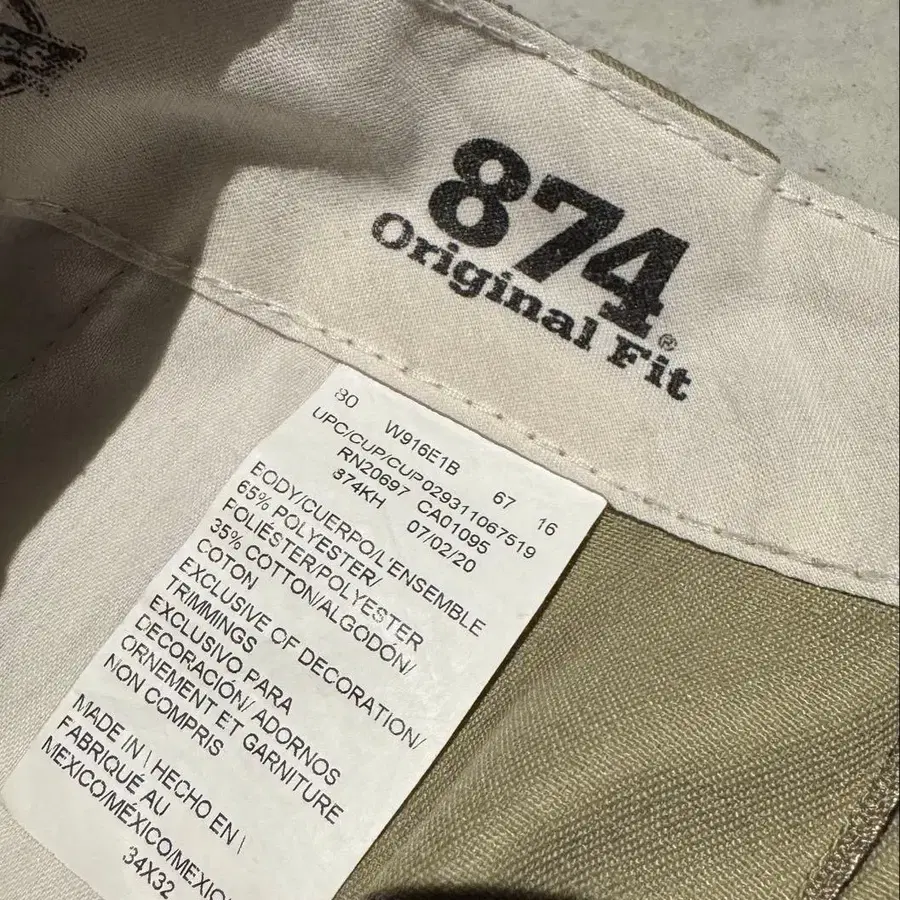 874®
Original Fit
80 W916E1B 67 16
UPC/CUP/CUP029311067519
RN20697 CA01095
874KH 07/02/20
BODY/CUERPO/L'ENSEMBLE
65% POLYESTER/
POLIÉSTER/POLYESTER
35% COTTON/ALGODÓN/
COTON
EXCLUSIVE OF DECORATION/
TRIMMINGS
EXCLUSIVO PARA
DECORACIÓN/ ADORNOS
ORNEMENT ET GARNITURE
NON COMPRIS
MADE IN \ HECHO EN \
FABRIQUÉ AU
MEXICO/MÉXICO/MEXIQUE
34X32